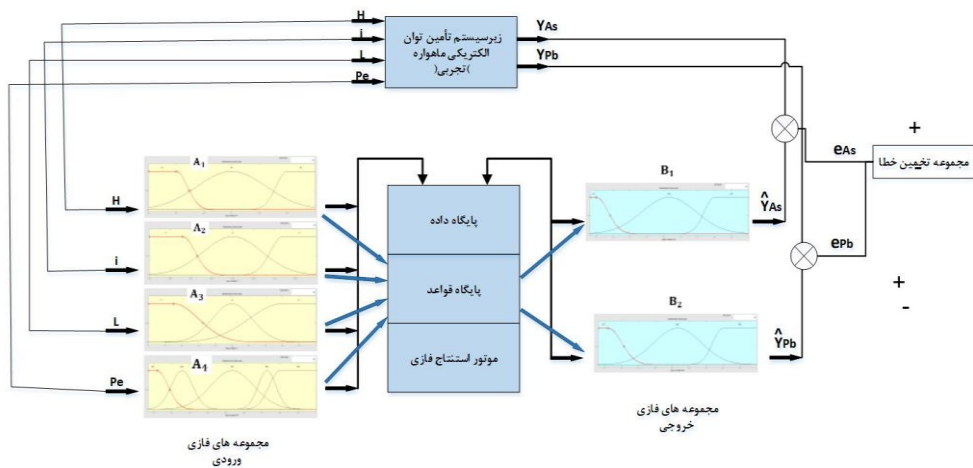 H
i
L
Pe
زیرسیستم تأمین توان
الکتریکی ماهواره
)تجربی(
YAs
YPb
+
eAs
مجموعه تخمین خطا
-
A₁
H
A₂
i
A₃
L
A₄
Pe
پایگاه داده
پایگاه قواعد
موتور استنتاج فازی
B₁
ŶAs
ePb
+
-
B₂
ŶPb
مجموعه های فازی
ورودی
مجموعه های فازی
خروجی